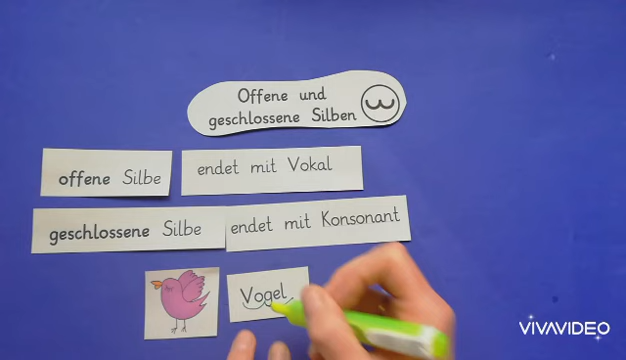 Offene und
geschlossene Silben
offene Silbe endet mit Vokal
geschlossene Silbe endet mit Konsonant
Vogel
VIVAVIDEO